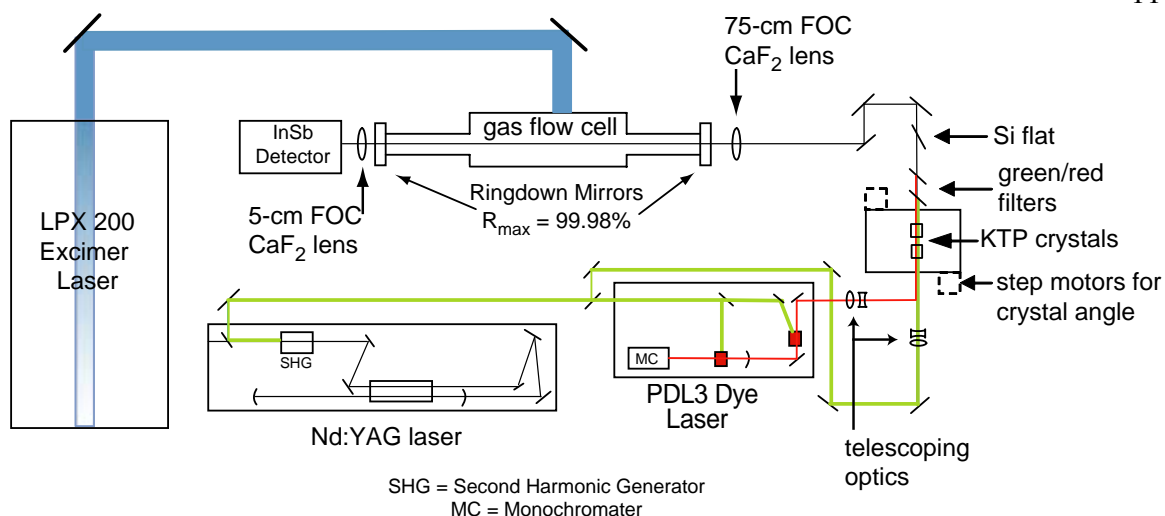 75-cm FOC
CaF2 lens
InSb
Detector
gas flow cell
Si flat
green/red
filters
Ringdown Mirrors
Rmax = 99.98%
5-cm FOC
CaF2 lens
LPX 200
Excimer
Laser
KTP crystals
step motors for
crystal angle
SHG
MC
PDL3 Dye
Laser
Nd:YAG laser
telescoping
optics
SHG = Second Harmonic Generator
MC = Monochromater